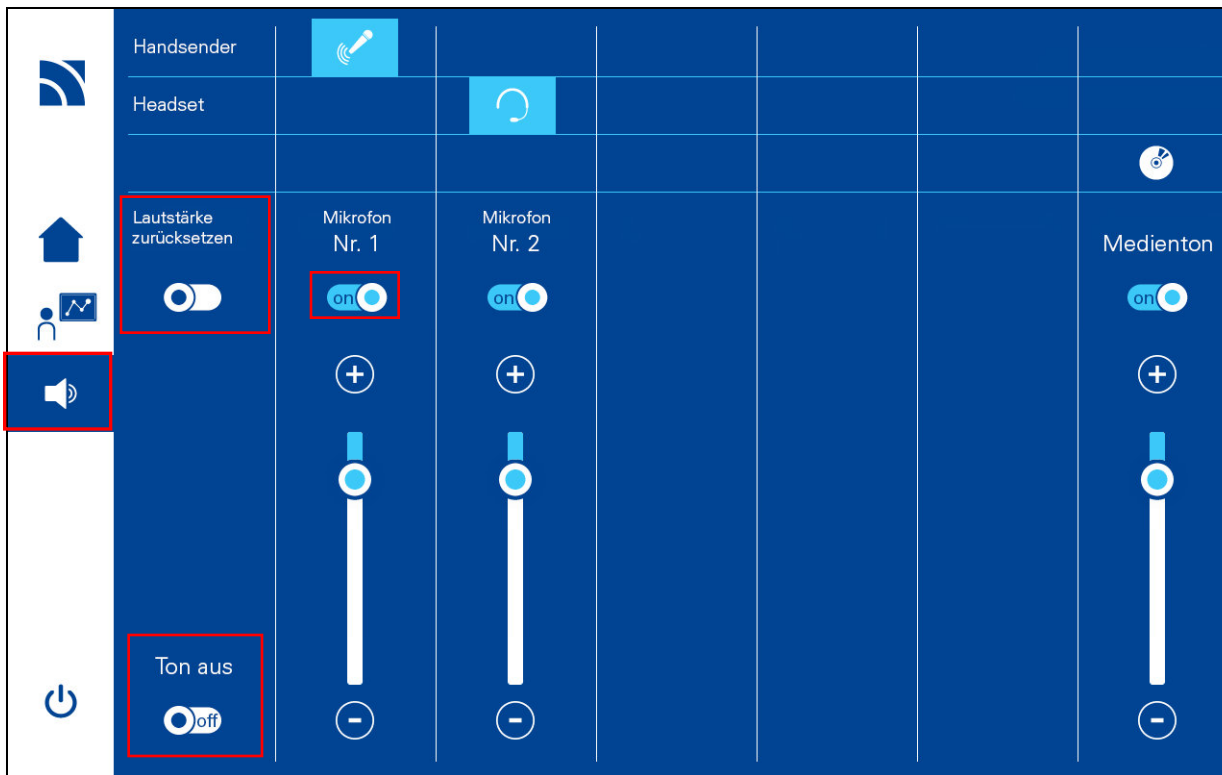 Handsender
Headset
Lautstärke
zurücksetzen
Mikrofon
Nr. 1
on
Mikrofon
Nr. 2
on
Medienton
on
Ton aus
off